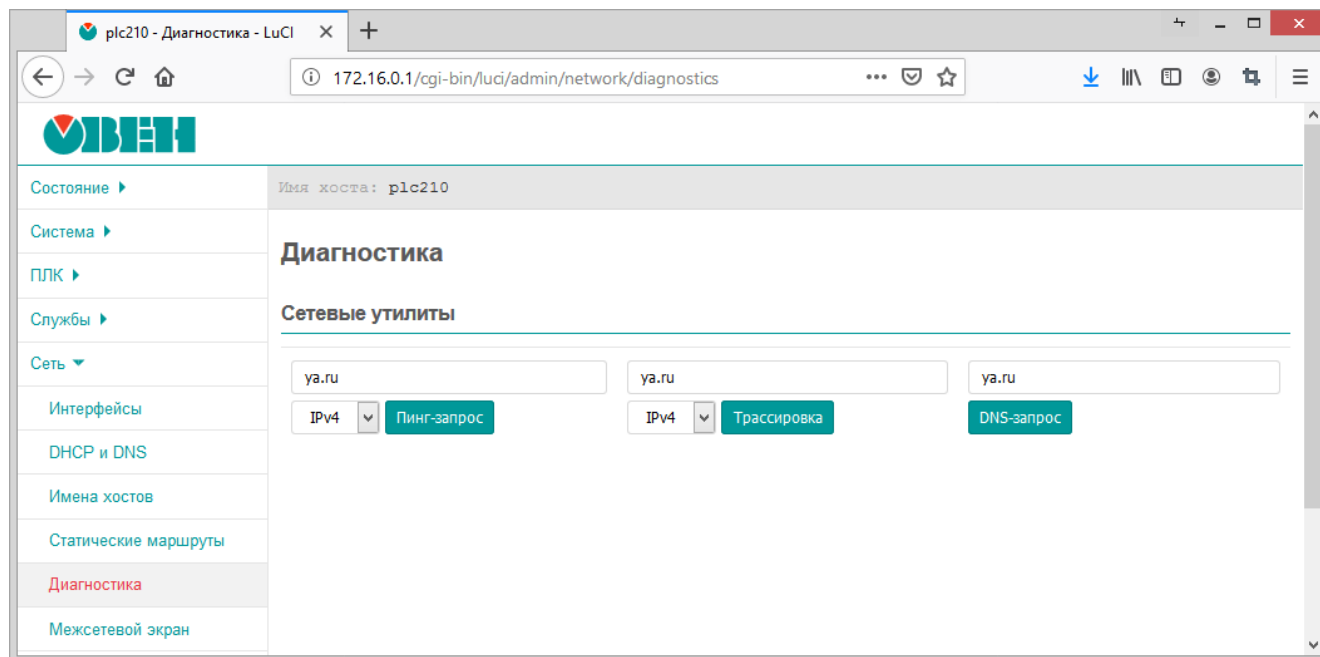 plc210 - Диагностика - LuCI
172.16.0.1/cgi-bin/luci/admin/network/diagnostics
ОВЕН
Имя хоста: plc210
Состояние
Система
ПЛК
Службы
Сеть
Интерфейсы
DHCP и DNS
Имена хостов
Статические маршруты
Диагностика
Межсетевой экран
Диагностика
Сетевые утилиты
ya.ru ya.ru ya.ru
IPv4 Пинг-запрос IPv4 Трассировка DNS-запрос